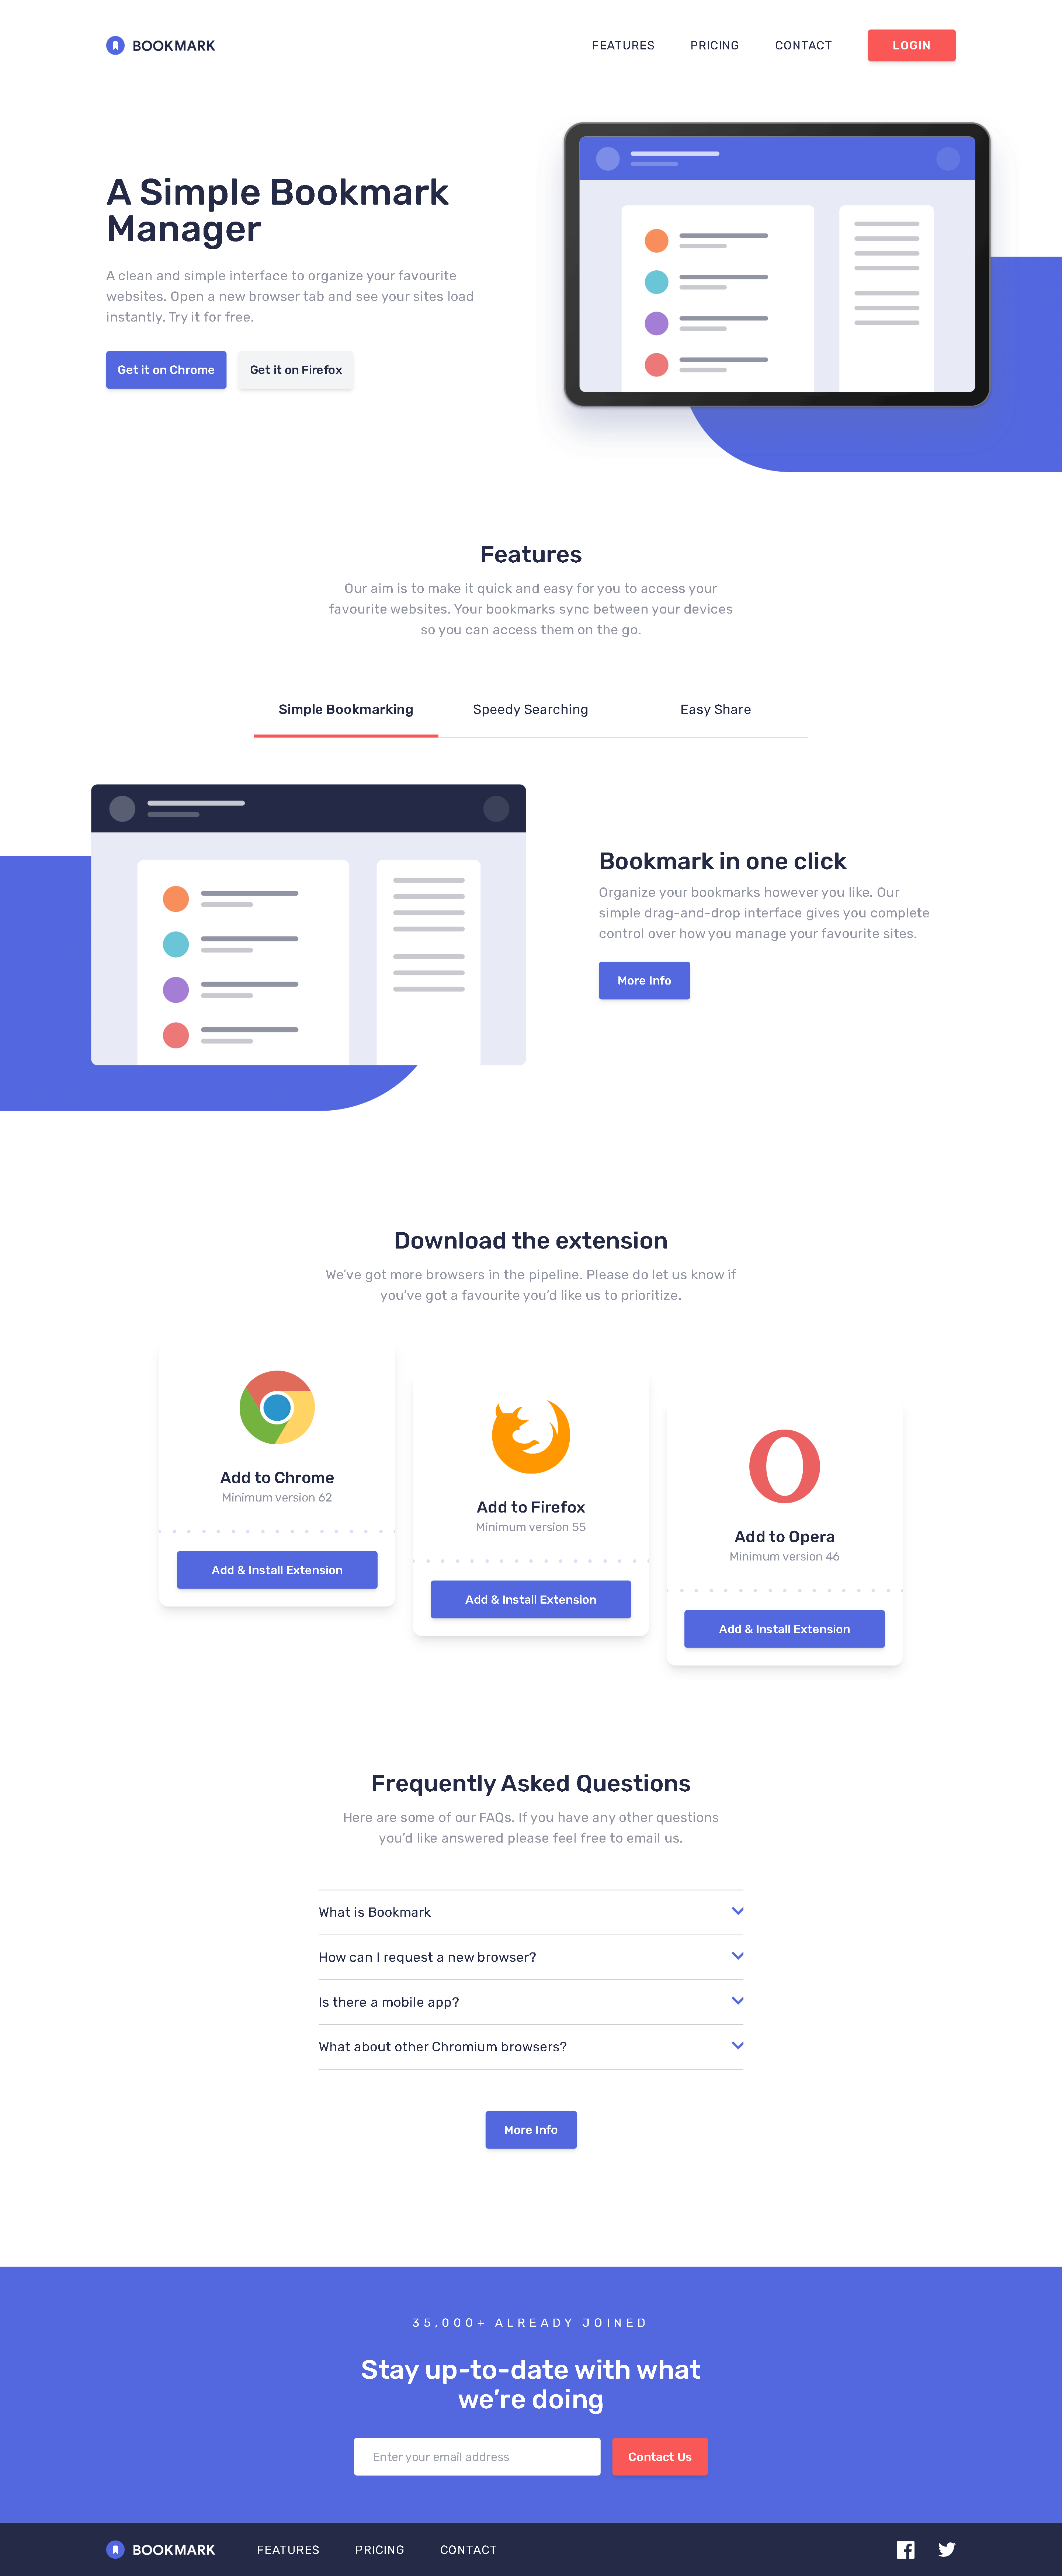 BOOKMARK
FEATURES PRICING CONTACT LOGIN
A Simple Bookmark
Manager
A clean and simple interface to organize your favourite
websites. Open a new browser tab and see your sites load
instantly. Try it for free.
Get it on Chrome Get it on Firefox
Features
Our aim is to make it quick and easy for you to access your
favourite websites. Your bookmarks sync between your devices
so you can access them on the go.
Simple Bookmarking Speedy Searching Easy Share
Bookmark in one click
Organize your bookmarks however you like. Our
simple drag-and-drop interface gives you complete
control over how you manage your favourite sites.
More Info
Download the extension
We’ve got more browsers in the pipeline. Please do let us know if
you’ve got a favourite you’d like us to prioritize.
Add to Chrome
Minimum version 62
Add & Install Extension
Add to Firefox
Minimum version 55
Add & Install Extension
Add to Opera
Minimum version 46
Add & Install Extension
Frequently Asked Questions
Here are some of our FAQs. If you have any other questions
you’d like answered please feel free to email us.
What is Bookmark
How can I request a new browser?
Is there a mobile app?
What about other Chromium browsers?
More Info
35,000+ ALREADY JOINED
Stay up-to-date with what
we’re doing
Enter your email address Contact Us
BOOKMARK FEATURES PRICING CONTACT